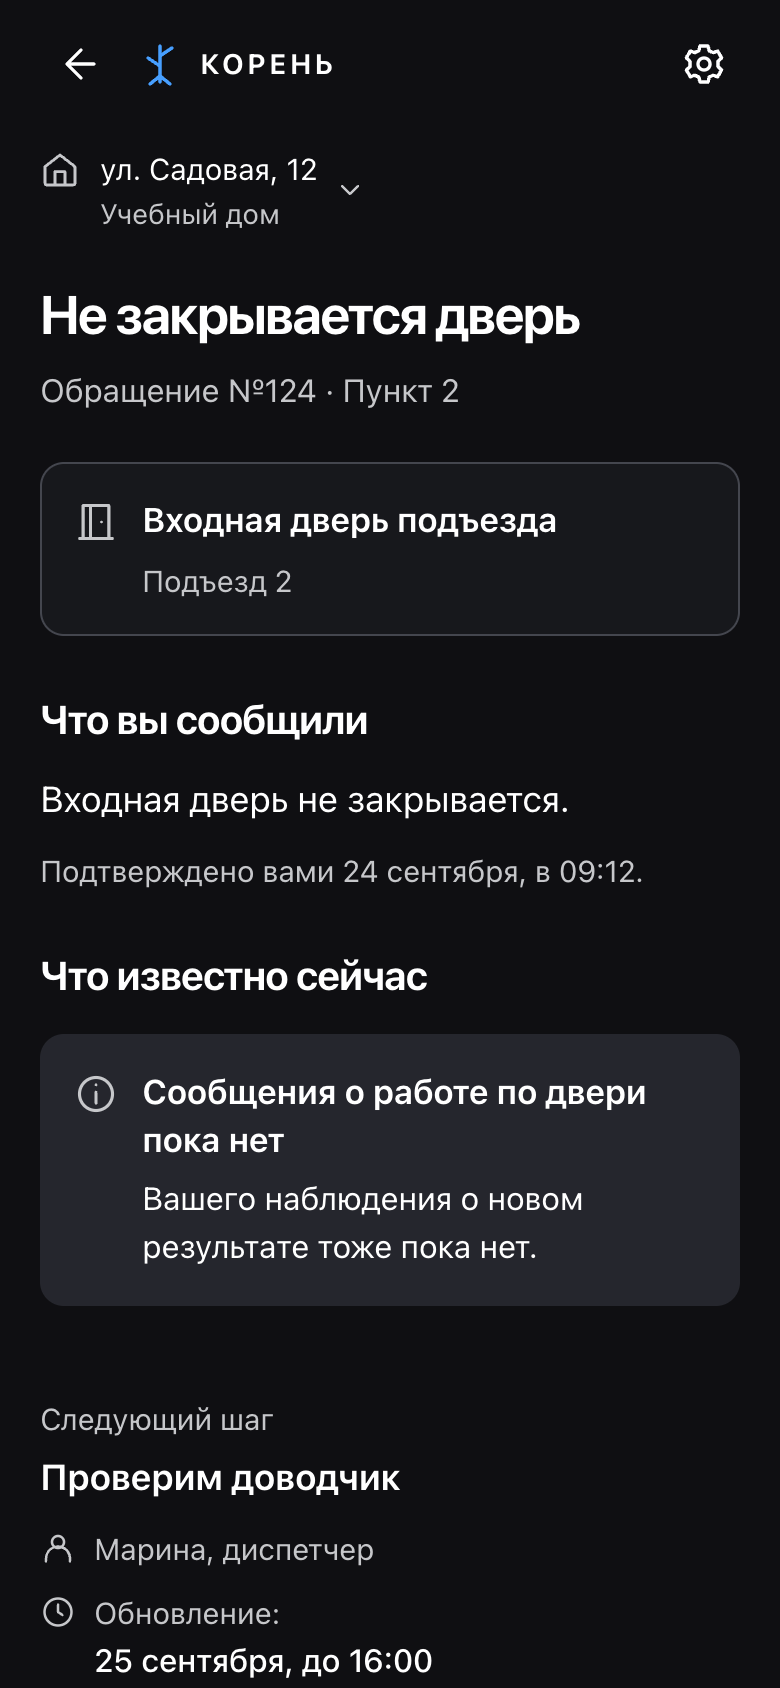 КОРЕНЬ
ул. Садовая, 12
Учебный дом
Не закрывается дверь
Обращение №124 · Пункт 2
Входная дверь подъезда
Подъезд 2
Что вы сообщили
Входная дверь не закрывается.
Подтверждено вами 24 сентября, в 09:12.
Что известно сейчас
Сообщения о работе по двери
пока нет
Вашего наблюдения о новом
результате тоже пока нет.
Следующий шаг
Проверим доводчик
Марина, диспетчер
Обновление:
25 сентября, до 16:00